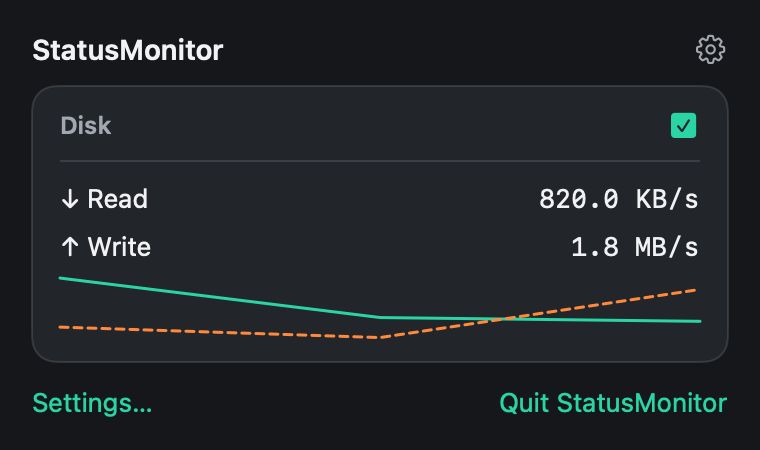 StatusMonitor
Disk
↓ Read 820.0 KB/s
↑ Write 1.8 MB/s
Settings... Quit StatusMonitor